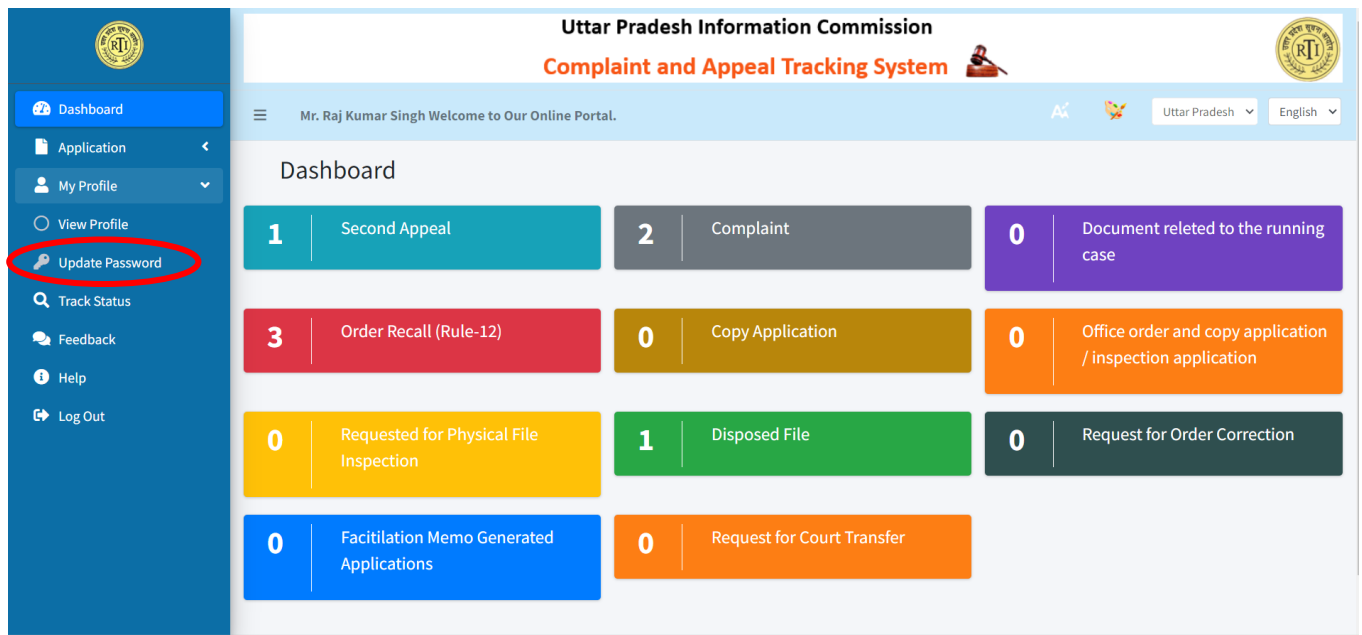 Uttar Pradesh Information Commission
Complaint and Appeal Tracking System
RTI
RTI
Dashboard
Application
My Profile
View Profile
Update Password
Track Status
Feedback
Help
Log Out
Mr. Raj Kumar Singh Welcome to Our Online Portal.
Uttar Pradesh
English
Dashboard
1
Second Appeal
2
Complaint
0
Document releted to the running
case
3
Order Recall (Rule-12)
0
Copy Application
0
Office order and copy application
/ inspection application
0
Requested for Physical File
Inspection
1
Disposed File
0
Request for Order Correction
0
Facitilation Memo Generated
Applications
0
Request for Court Transfer